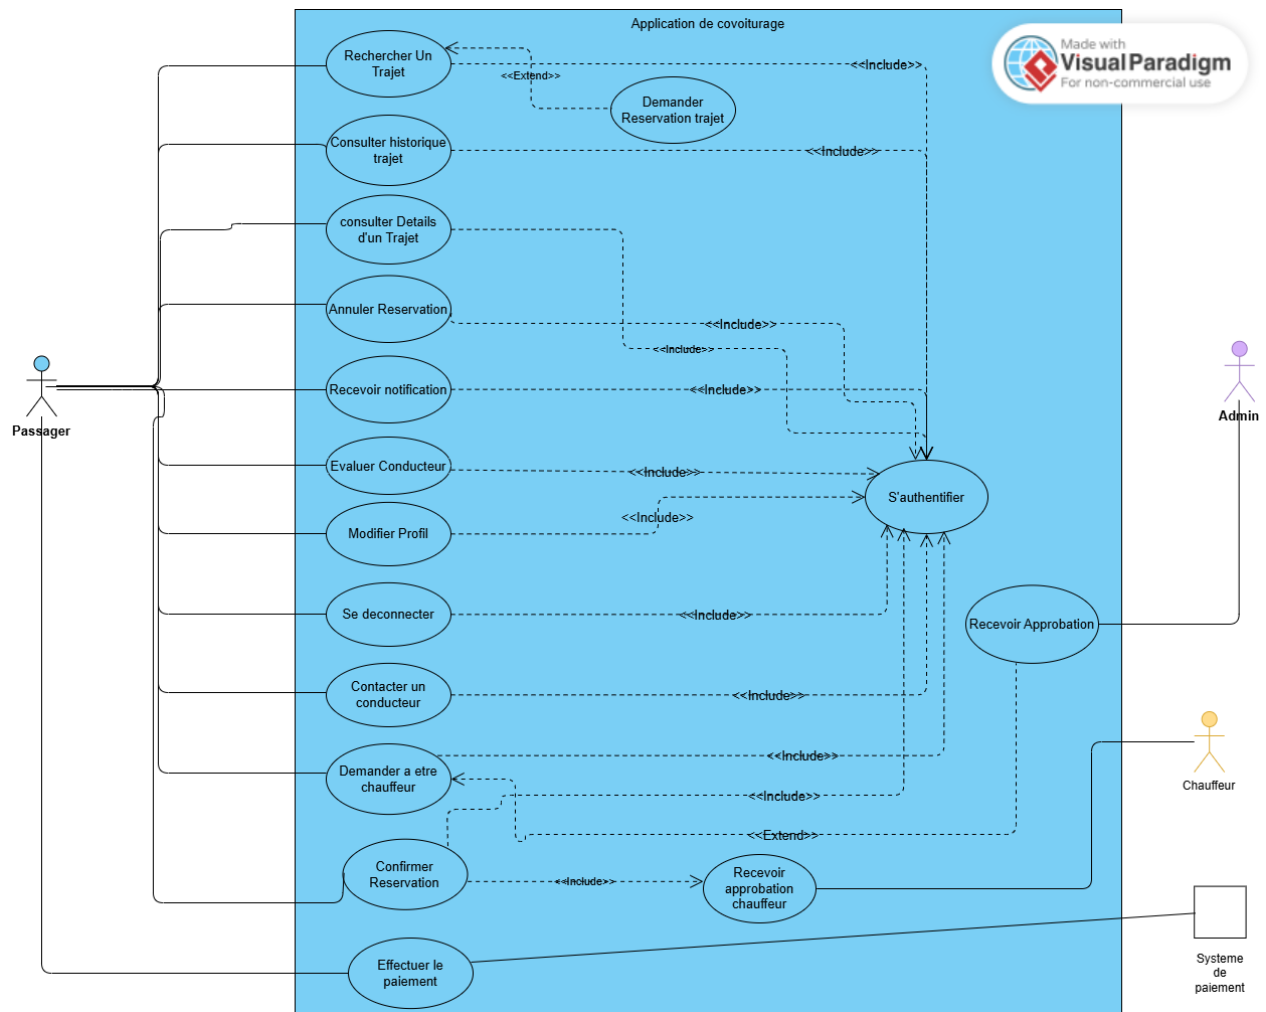 Application de covoiturage
Made with
Visual Paradigm
For non-commercial use
Rechercher Un
Trajet
<<Extend>>
<<Include>>
Demander
Reservation trajet
Consulter historique
trajet
<<Include>>
consulter Details
d'un Trajet
Annuler Reservation
<<Include>>
<<Include>>
Recevoir notification
<<Include>>
Passager
Admin
Evaluer Conducteur
<<Include>>
S'authentifier
<<Include>>
Modifier Profil
Se deconnecter
<<Include>>
Recevoir Approbation
Contacter un
conducteur
<<Include>>
Demander a etre
chauffeur
<<Include>>
<<Include>>
Chauffeur
<<Extend>>
Confirmer
Reservation
<<Include>>
Recevoir
approbation
chauffeur
Effectuer le
paiement
Systeme
de
paiement